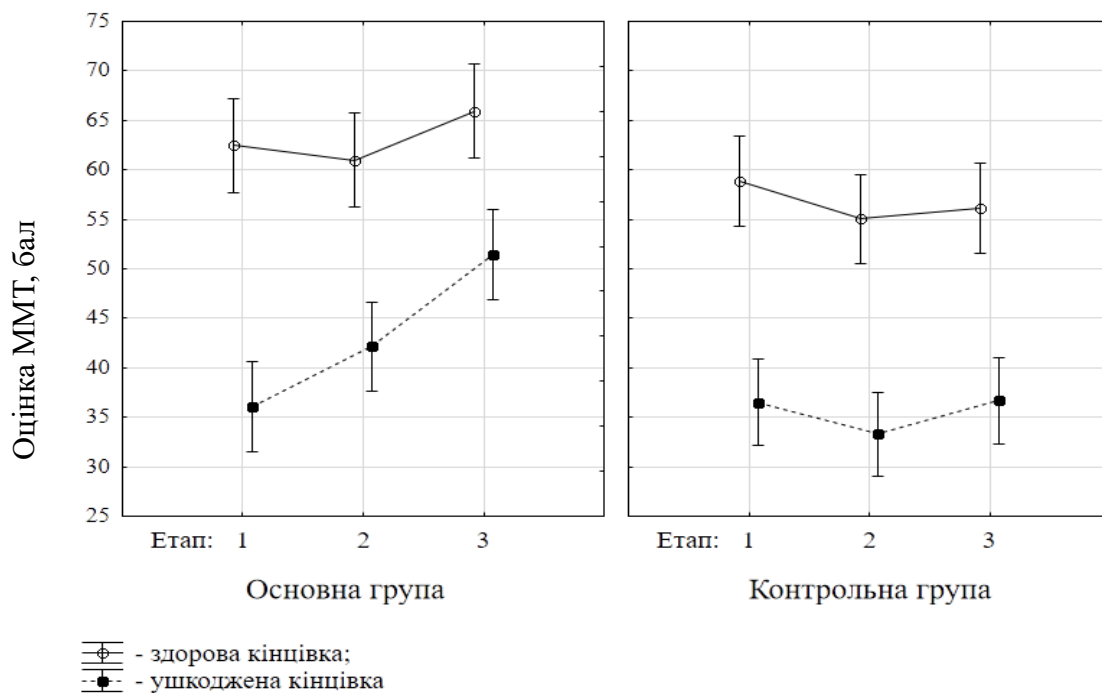 Оцінка ММТ, бал
75
70
65
60
55
50
45
40
35
30
25
Етап: 1 2 3
Етап: 1 2 3
Основна група
Контрольна група
- здорова кінцівка;
- ушкоджена кінцівка